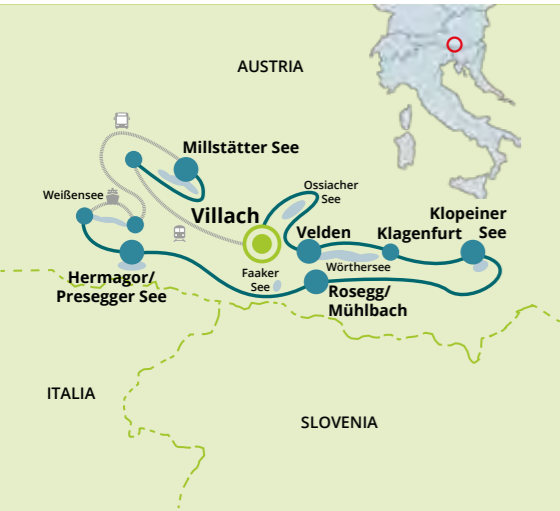 AUSTRIA
Millstätter See
Weißensee
Ossiacher
See
Villach
Velden
Klagenfurt
Klopeiner
See
Wörthersee
Faaker
See
Hermagor/
Presegger See
Rosegg/
Mühlbach
ITALIA
SLOVENIA